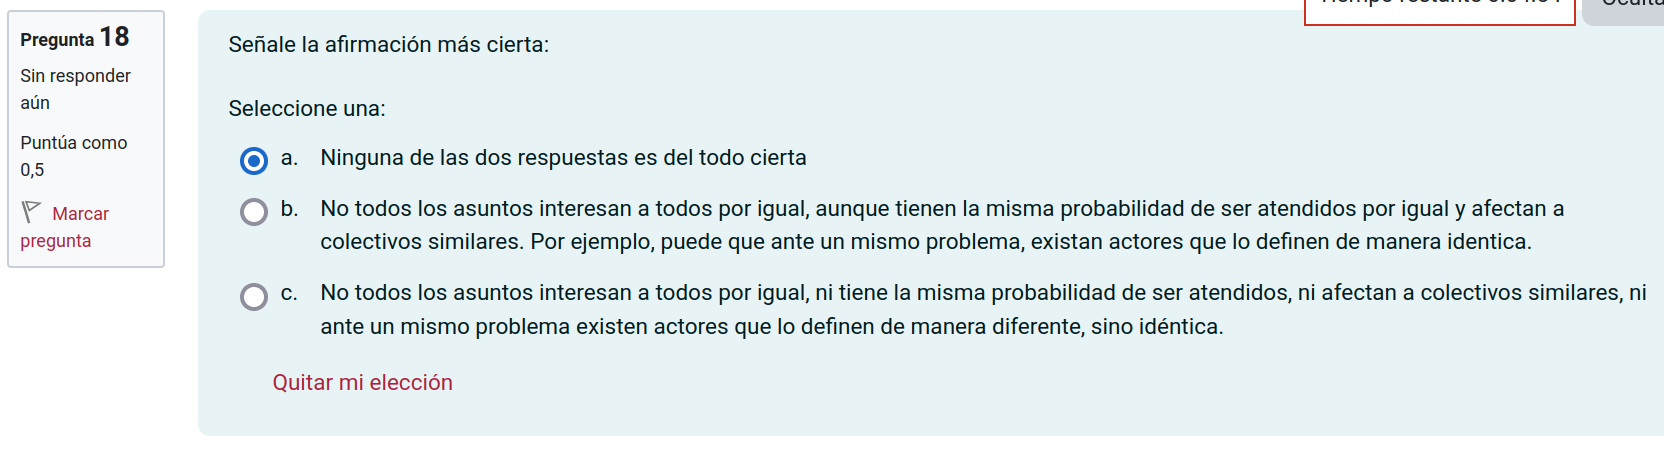 Pregunta 18
Sin responder
aún
Puntúa como
0,5
Marcar
pregunta
Señale la afirmación más cierta:
Seleccione una:
a. Ninguna de las dos respuestas es del todo cierta
b. No todos los asuntos interesan a todos por igual, aunque tienen la misma probabilidad de ser atendidos por igual y afectan a
colectivos similares. Por ejemplo, puede que ante un mismo problema, existan actores que lo definen de manera identica.
c. No todos los asuntos interesan a todos por igual, ni tiene la misma probabilidad de ser atendidos, ni afectan a colectivos similares, ni
ante un mismo problema existen actores que lo definen de manera diferente, sino idéntica.
Quitar mi elección